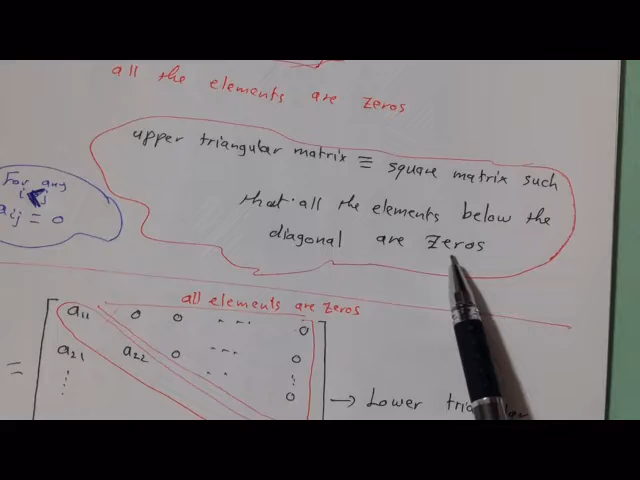 all the elements are zeros
upper triangular matrix ≡ square matrix such
that all the elements below the
diagonal are zeros
For any
i < j
aij = 0
all elements are zeros
= [ a11 0 0 ... 0
a21 a22 0 ... 0
⋮ .. ⋮
0
→ Lower